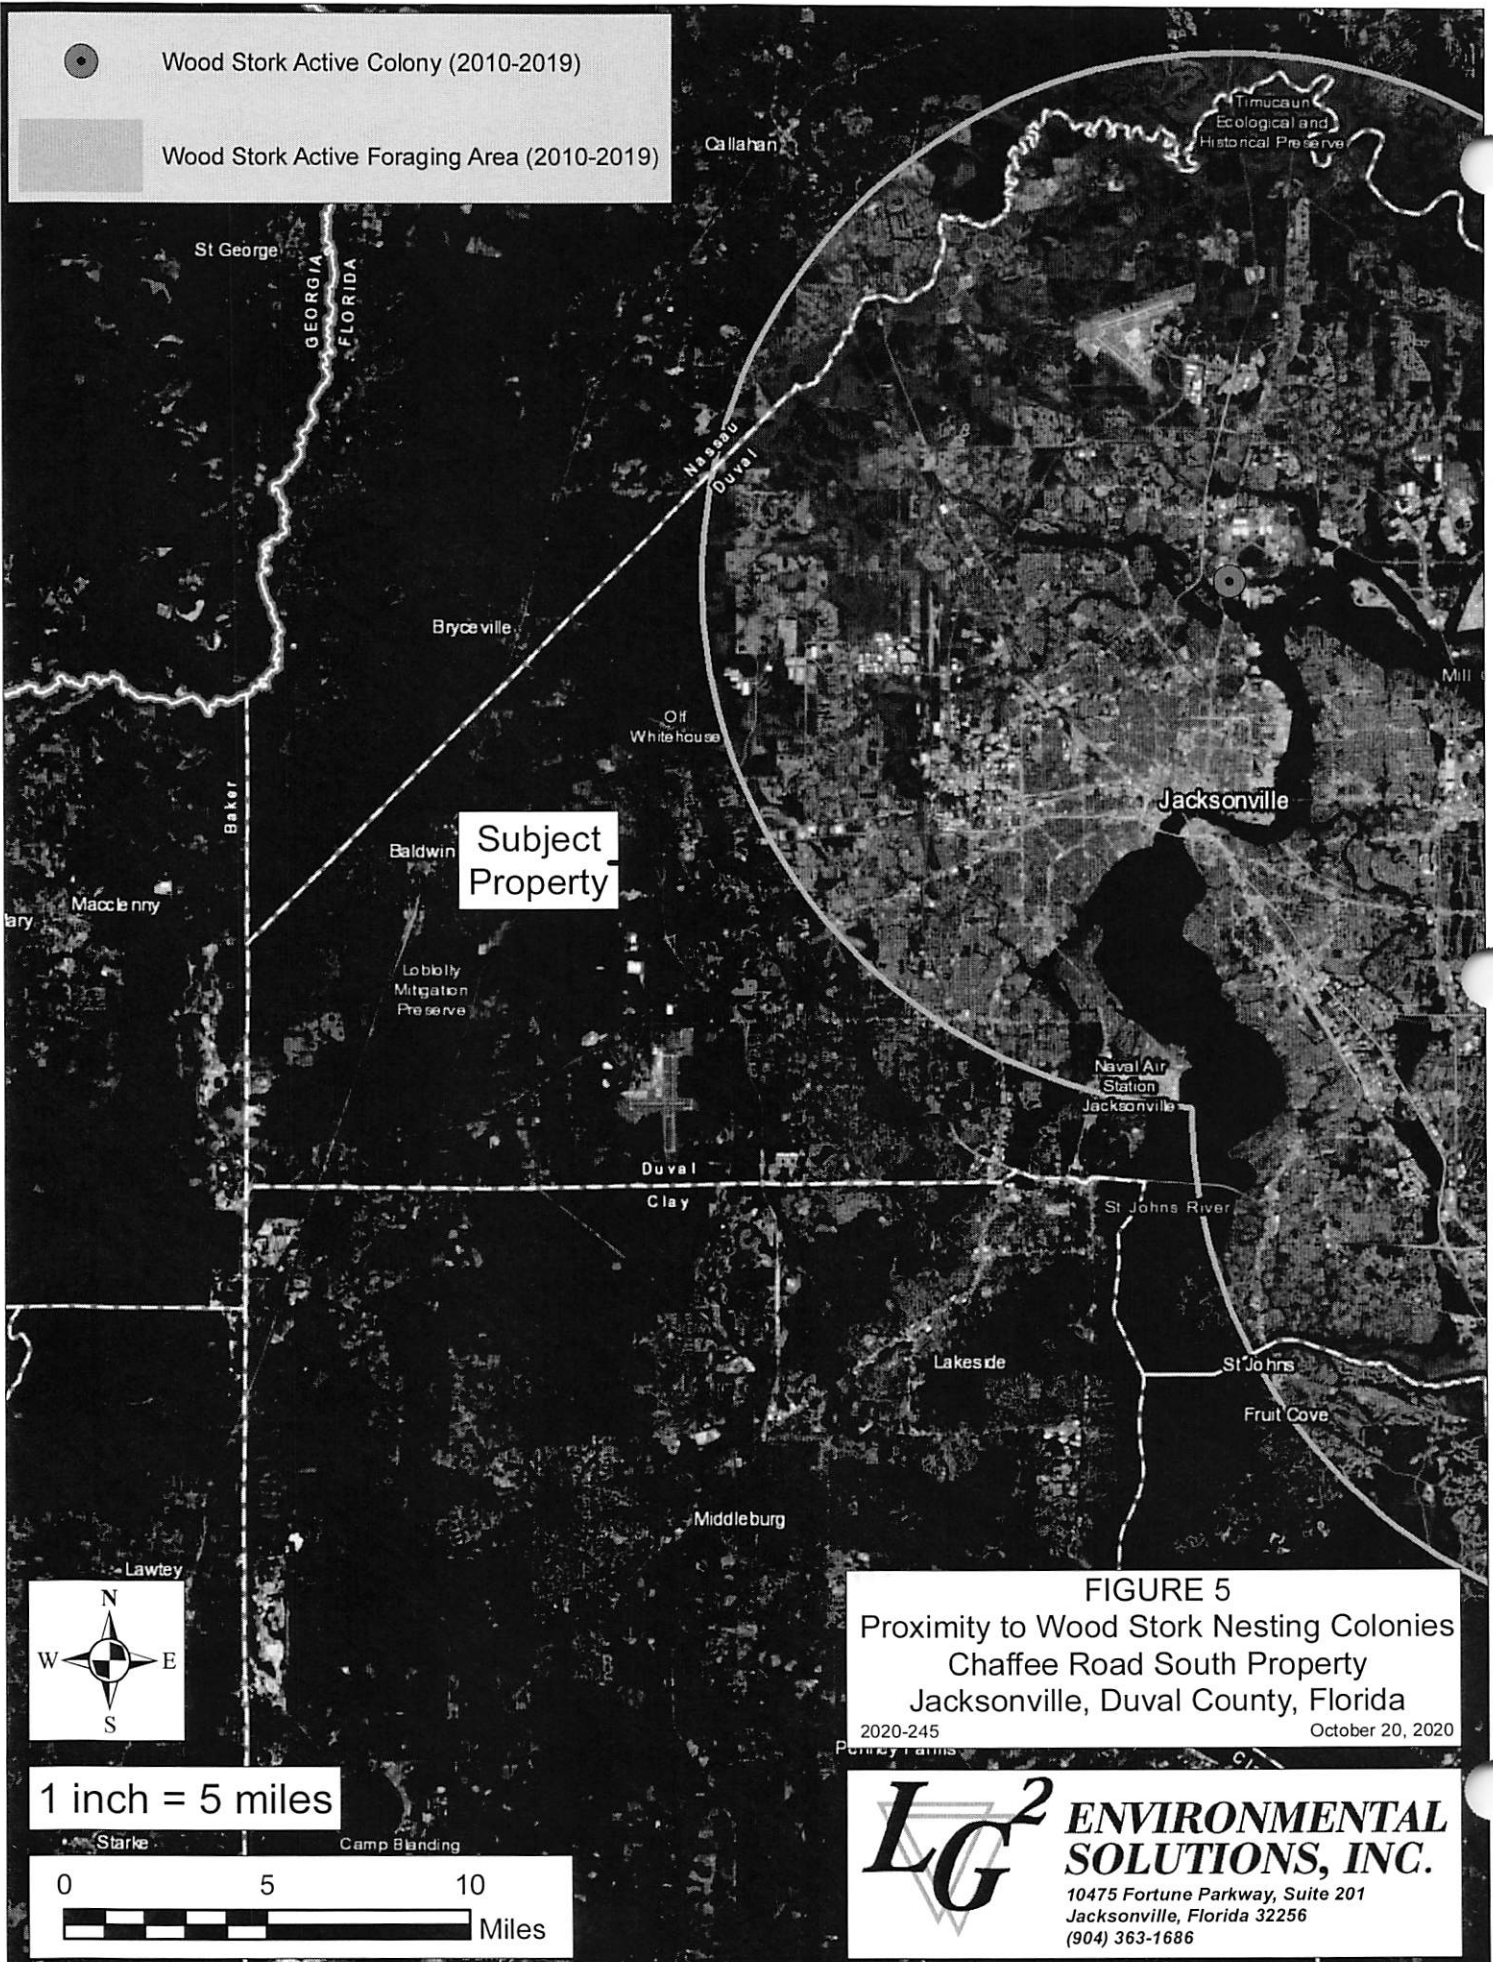 Wood Stork Active Colony (2010-2019)
Wood Stork Active Foraging Area (2010-2019)
Timucuan
Ecological and
Historical Preserve
Callahan
St George
GEORGIA
FLORIDA
Nassau
Duval
Bryceville
Mill
Olf
Whitehouse
Baker
Jacksonville
Subject
Property
Baldwin
Macclenny
lary
Loblolly
Mitigation
Preserve
Naval Air
Station
Jacksonville
Duval
Clay
St Johns River
Lakeside
St Johns
Fruit Cove
Middleburg
Lawtey
N
W
E
S
FIGURE 5
Proximity to Wood Stork Nesting Colonies
Chaffee Road South Property
Jacksonville, Duval County, Florida
2020-245
October 20, 2020
Penney Farms
1 inch = 5 miles
Starke
Camp Blanding
0 5 10
Miles
LG2
ENVIRONMENTAL
SOLUTIONS, INC.
10475 Fortune Parkway, Suite 201
Jacksonville, Florida 32256
(904) 363-1686